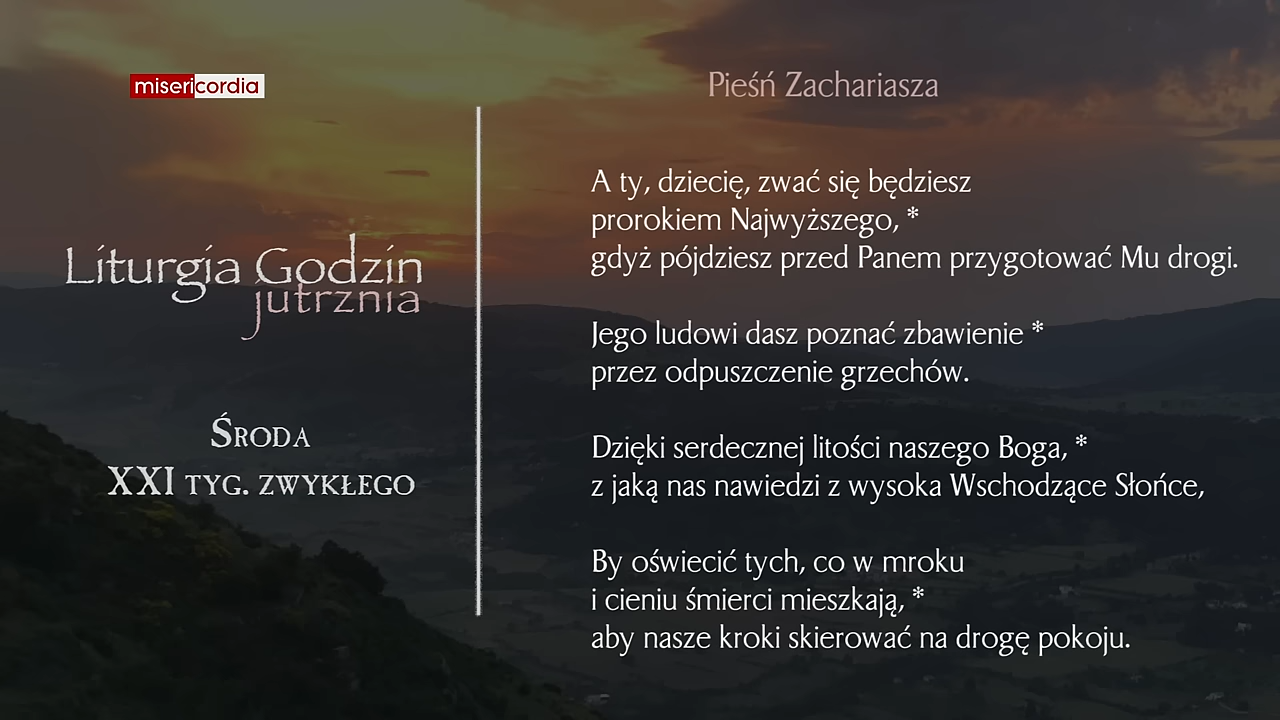 misericordia
Liturgia Godzin
jutrznia
Środa
XXI tyg. zwykłego
Pieśń Zachariasza
A ty, dziecię, zwać się będziesz
prorokiem Najwyższego, *
gdyż pójdziesz przed Panem przygotować Mu drogi.
Jego ludowi dasz poznać zbawienie *
przez odpuszczenie grzechów.
Dzięki serdecznej litości naszego Boga, *
z jaką nas nawiedzi z wysoka Wschodzące Słońce,
By oświecić tych, co w mroku
i cieniu śmierci mieszkają, *
aby nasze kroki skierować na drogę pokoju.